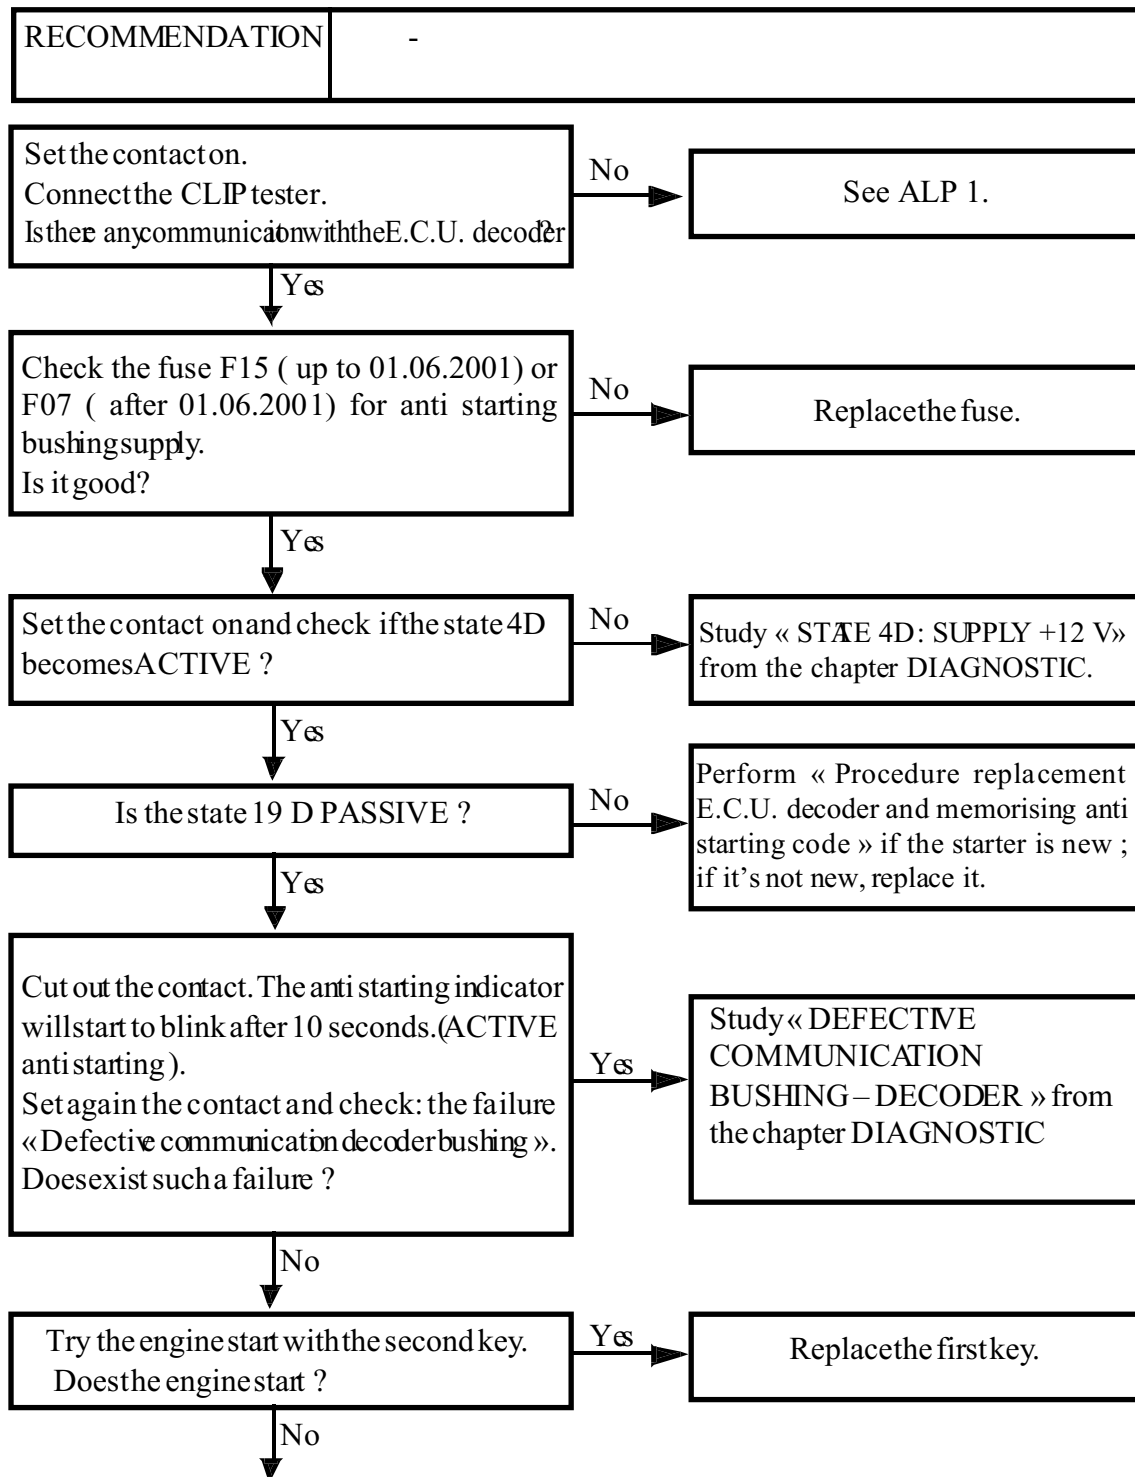 RECOMMENDATION -
Set the contact on.
Connect the CLIP tester.
Is there any communication with the E.C.U. decoder?
No
See ALP 1.
Yes
Check the fuse F15 ( up to 01.06.2001) or
F07 ( after 01.06.2001) for anti starting
bushing supply.
Is it good?
No
Replace the fuse.
Yes
Set the contact on and check if the state 4D
becomes ACTIVE ?
No
Study « STATE 4D: SUPPLY +12 V»
from the chapter DIAGNOSTIC.
Yes
Is the state 19 D PASSIVE ?
No
Perform « Procedure replacement
E.C.U. decoder and memorising anti
starting code » if the starter is new ;
if it's not new, replace it.
Yes
Cut out the contact. The anti starting indicator
will start to blink after 10 seconds.(ACTIVE
anti starting ).
Set again the contact and check: the failure
« Defective communication decoder bushing ».
Does exist such a failure ?
Yes
Study « DEFECTIVE
COMMUNICATION
BUSHING – DECODER » from
the chapter DIAGNOSTIC
No
Try the engine start with the second key.
Does the engine start ?
Yes
Replace the first key.
No